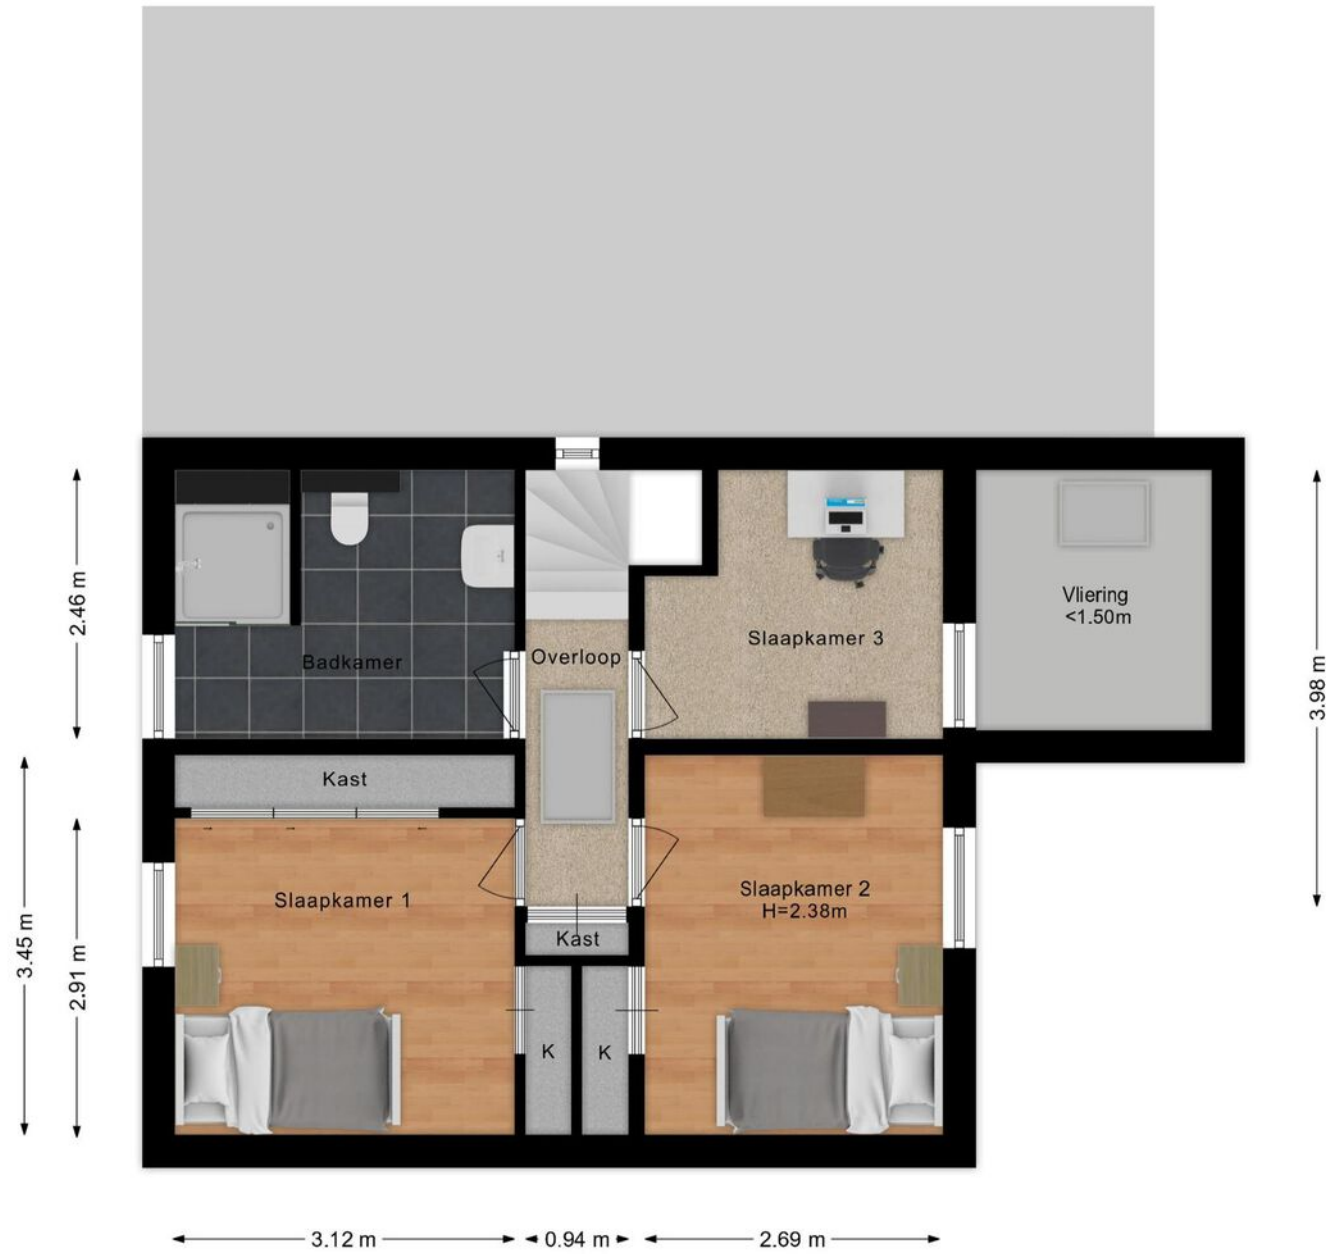 2.46 m
Vliering
<1.50m
Badkamer
Overloop
Slaapkamer 3
3.98 m
Kast
Slaapkamer 1
Slaapkamer 2
H=2.38m
3.45 m
2.91 m
Kast
K
K
3.12 m
0.94 m
2.69 m